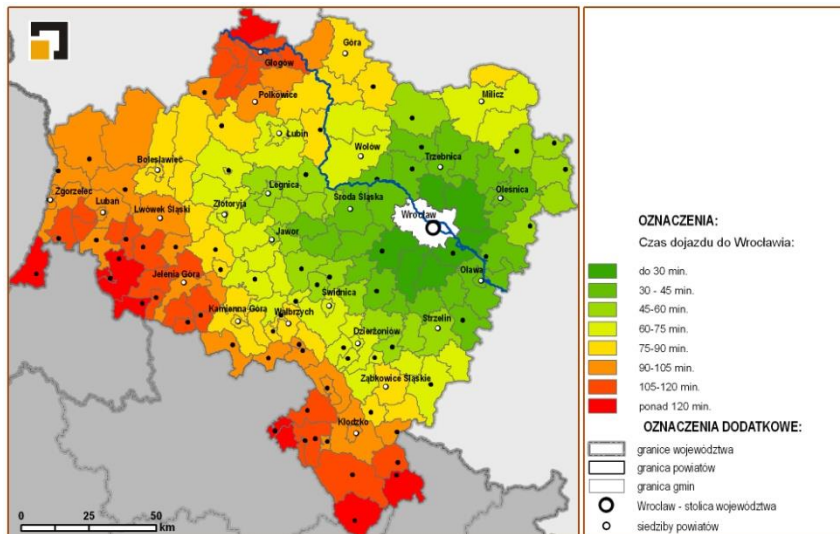 Góra
Głogów
Polkowice
Milicz
Lubin
Wołów
Trzebnica
Bolesławiec
Zgorzelec
Legnica
Oleśnica
Lubań
Lwówek Śląski
Złotoryja
Środa Śląska
Wrocław
Jawor
Jelenia Góra
Oława
Świdnica
Kamienna Góra
Wałbrzych
Strzelin
Dzierżoniów
Ząbkowice Śląskie
Kłodzko
0 25 50
km
OZNACZENIA:
Czas dojazdu do Wrocławia:
do 30 min.
30 - 45 min.
45-60 min.
60-75 min.
75-90 min.
90-105 min.
105-120 min.
ponad 120 min.
OZNACZENIA DODATKOWE:
granice województwa
granica powiatów
granica gmin
Wrocław - stolica województwa
siedziby powiatów